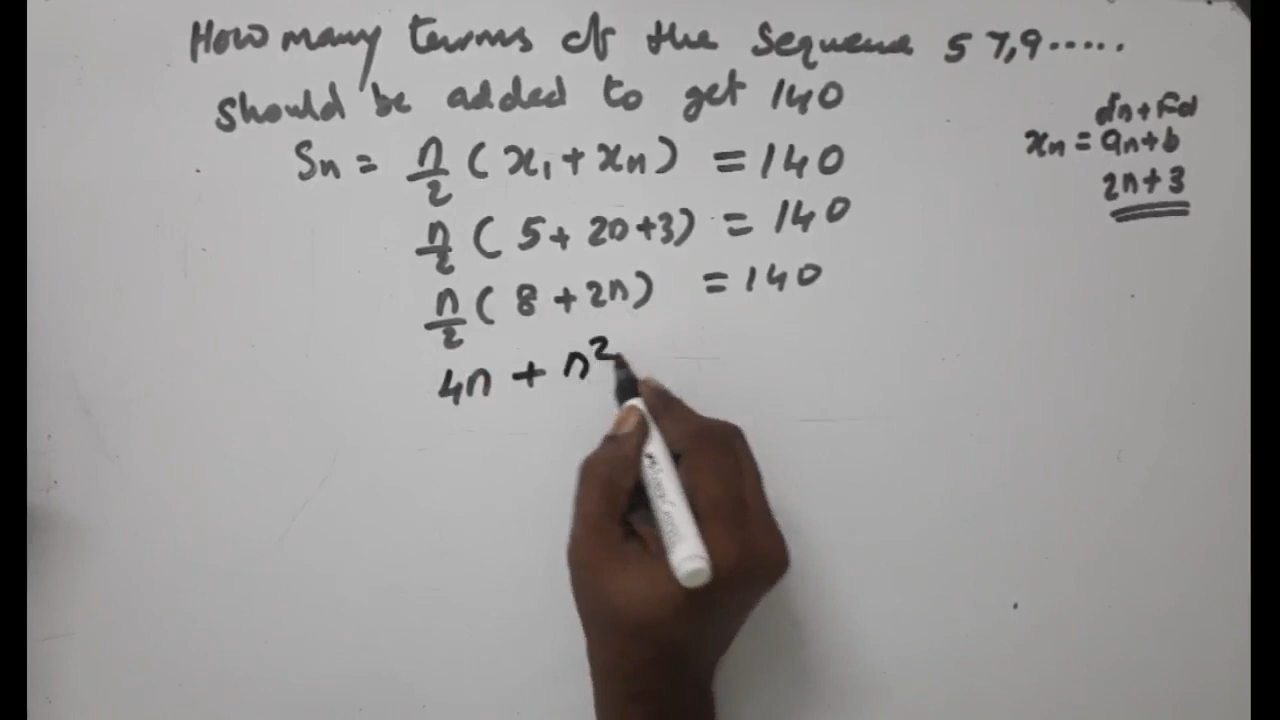 How many terms of the sequence 5 7,9.....
should be added to get 140
Sn = n/2 (x₁ + xn) = 140
n/2 (5 + 2n + 3) = 140
n/2 (8 + 2n) = 140
4n + n²
dn + f-d
xn = an + b
2n + 3